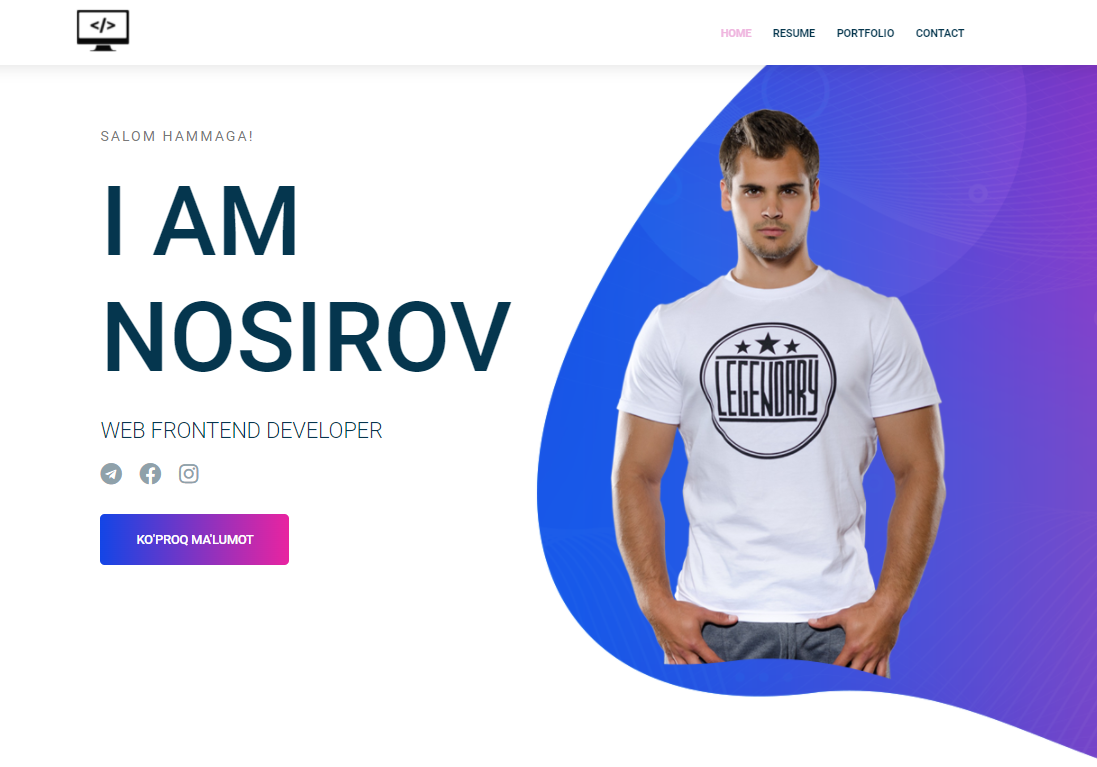 </>
HOME RESUME PORTFOLIO CONTACT
SALOM HAMMAGA!
I AM
NOSIROV
WEB FRONTEND DEVELOPER
KO'PROQ MA'LUMOT
LEGENDARY